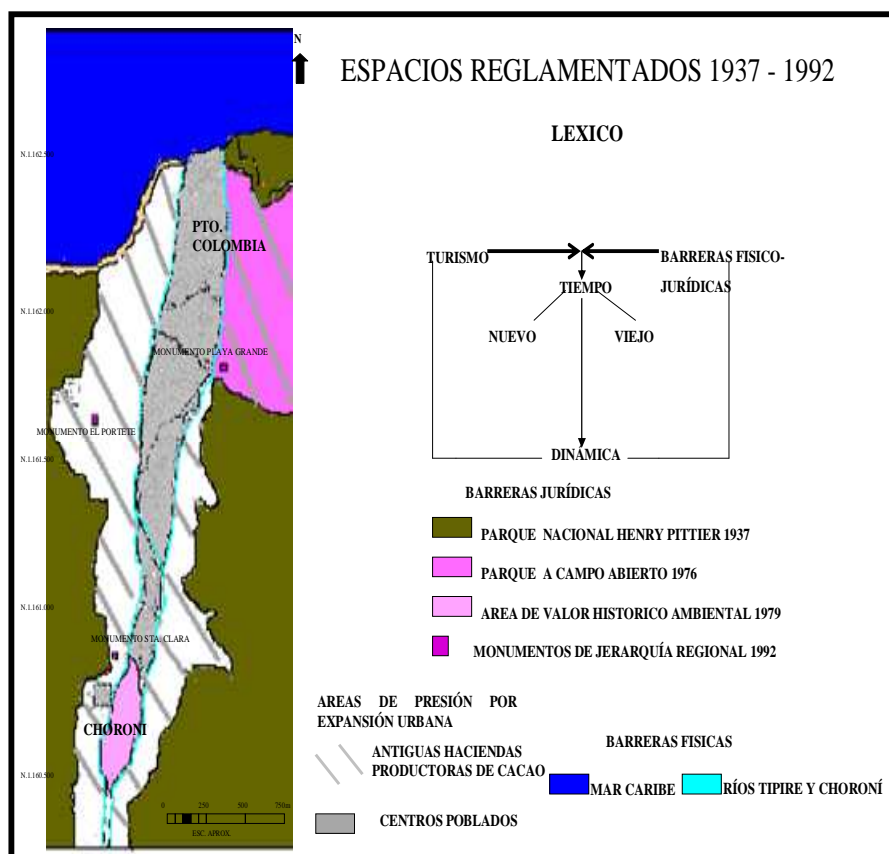 N
ESPACIOS REGLAMENTADOS 1937 - 1992
LEXICO
N.1.162.500
PTO.
COLOMBIA
TURISMO
BARRERAS FISICO-
JURÍDICAS
TIEMPO
N.1.162.000
NUEVO
VIEJO
MONUMENTO PLAYA GRANDE
MONUMENTO EL PORTETE
N.1.161.500
DINÁMICA
BARRERAS JURÍDICAS
PARQUE NACIONAL HENRY PITTIER 1937
PARQUE A CAMPO ABIERTO 1976
N.1.161.000
AREA DE VALOR HISTORICO AMBIENTAL 1979
MONUMENTO STA. CLARA
MONUMENTOS DE JERARQUÍA REGIONAL 1992
CHORONI
AREAS DE PRESIÓN POR
EXPANSIÓN URBANA
ANTIGUAS HACIENDAS
PRODUCTORAS DE CACAO
BARRERAS FISICAS
N.1.160.500
MAR CARIBE
RÍOS TIPIRE Y CHORONÍ
0 250 500 750m
ESC. APROX.
CENTROS POBLADOS